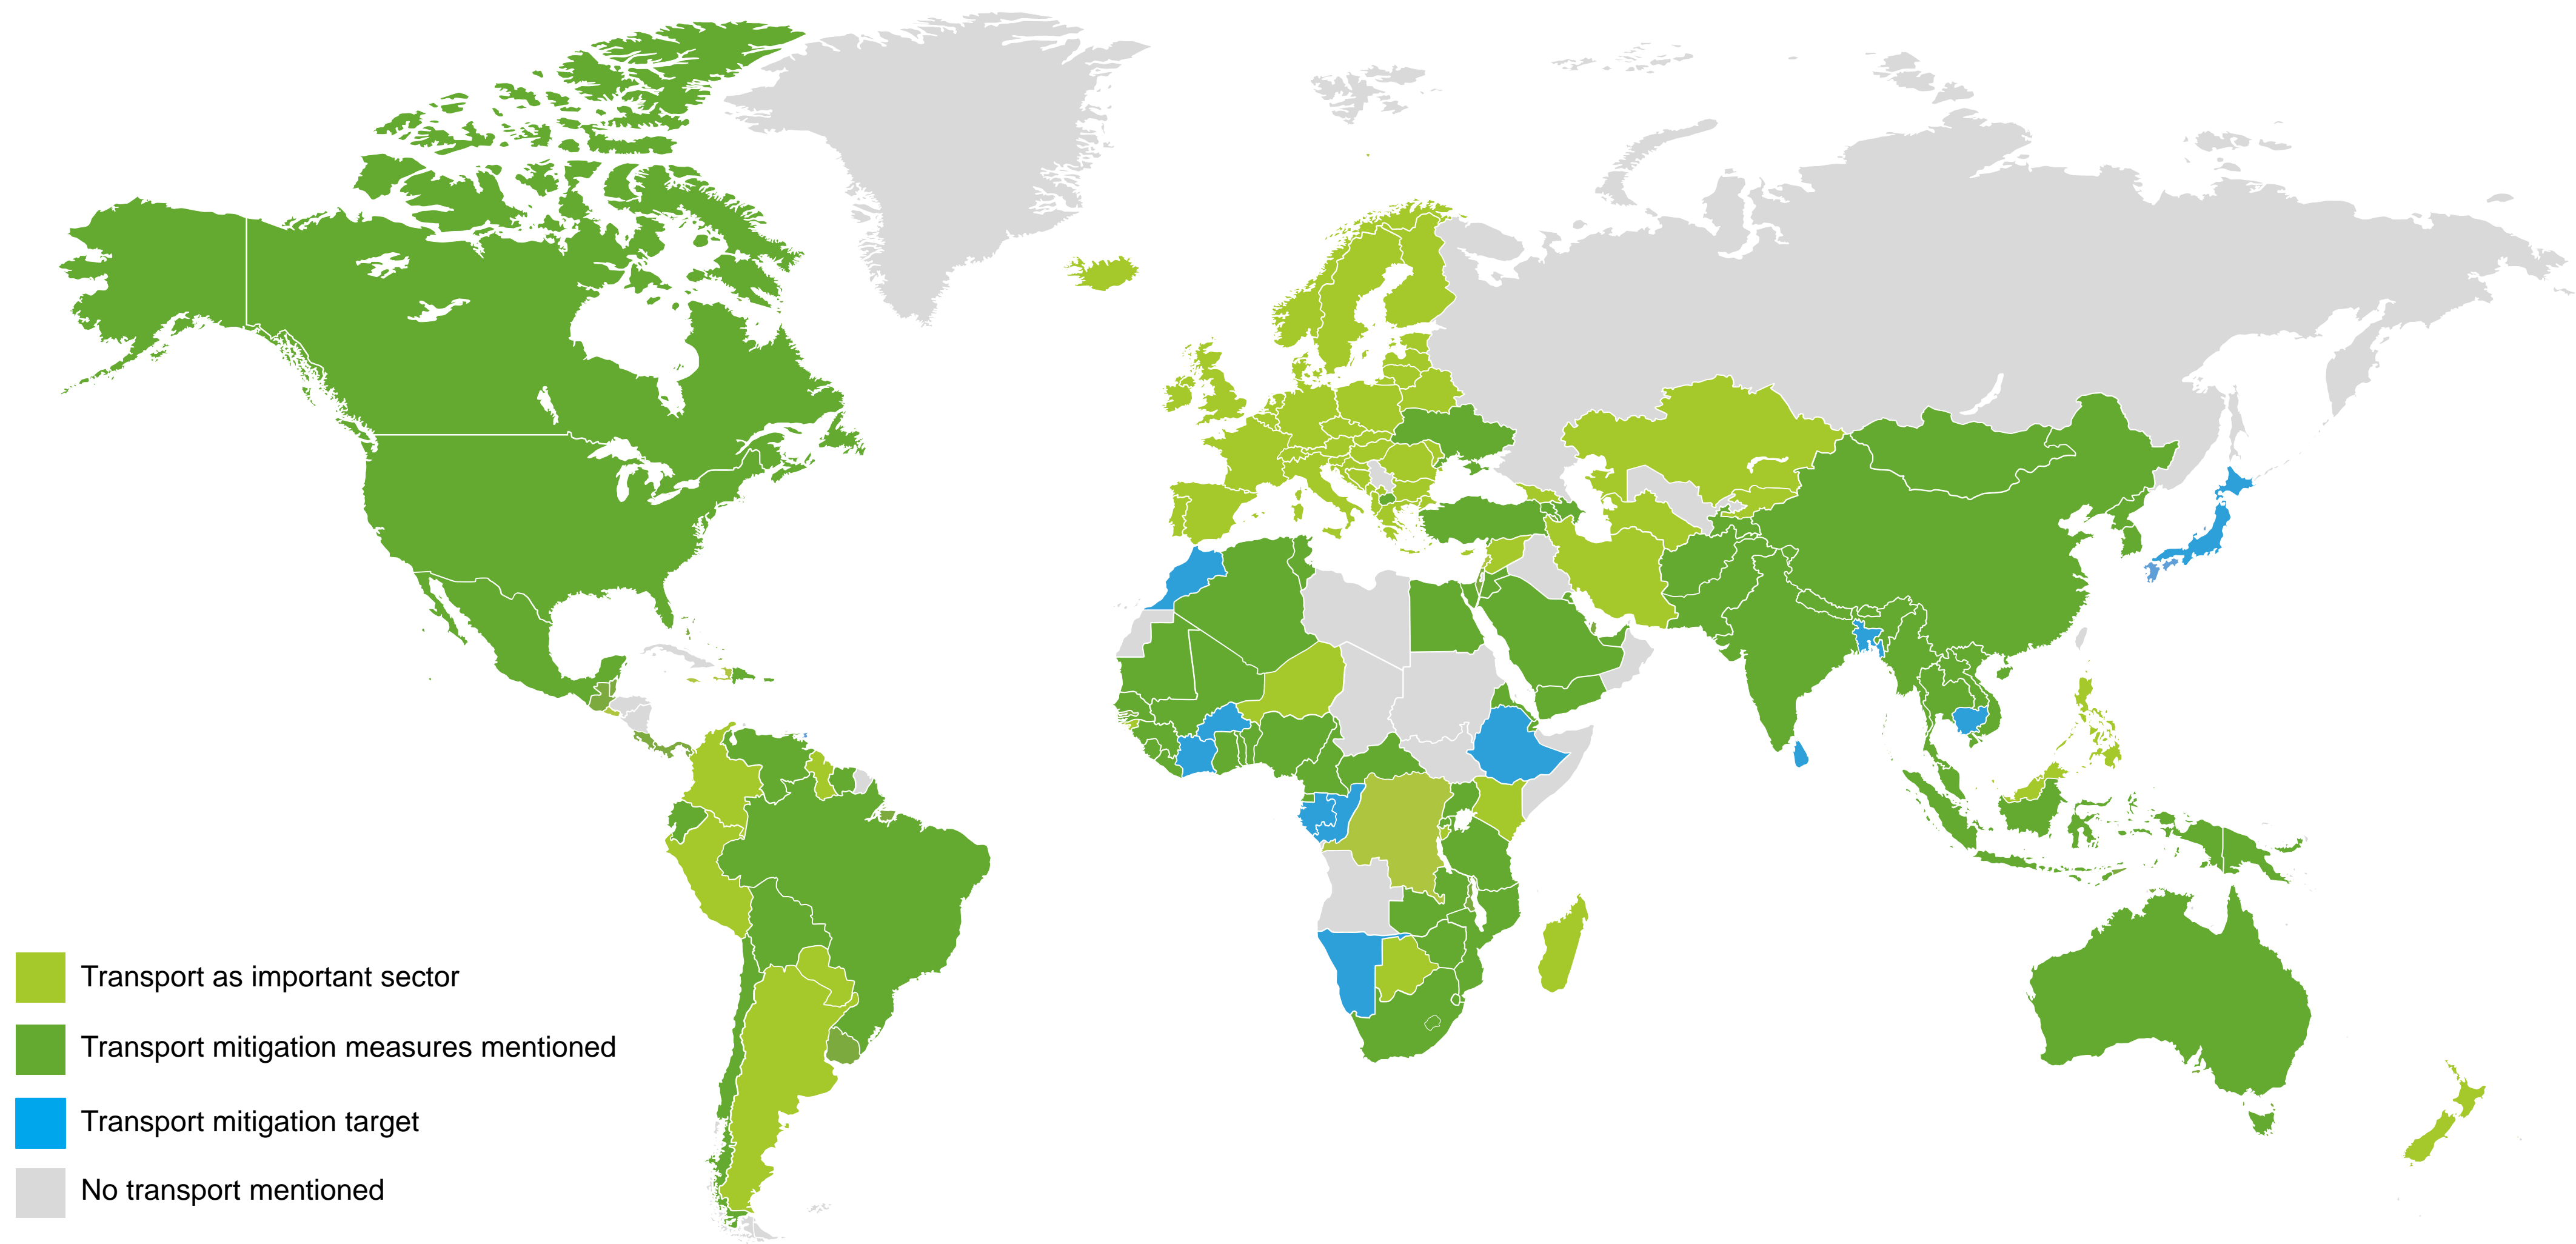 Transport as important sector
Transport mitigation measures mentioned
Transport mitigation target
No transport mentioned